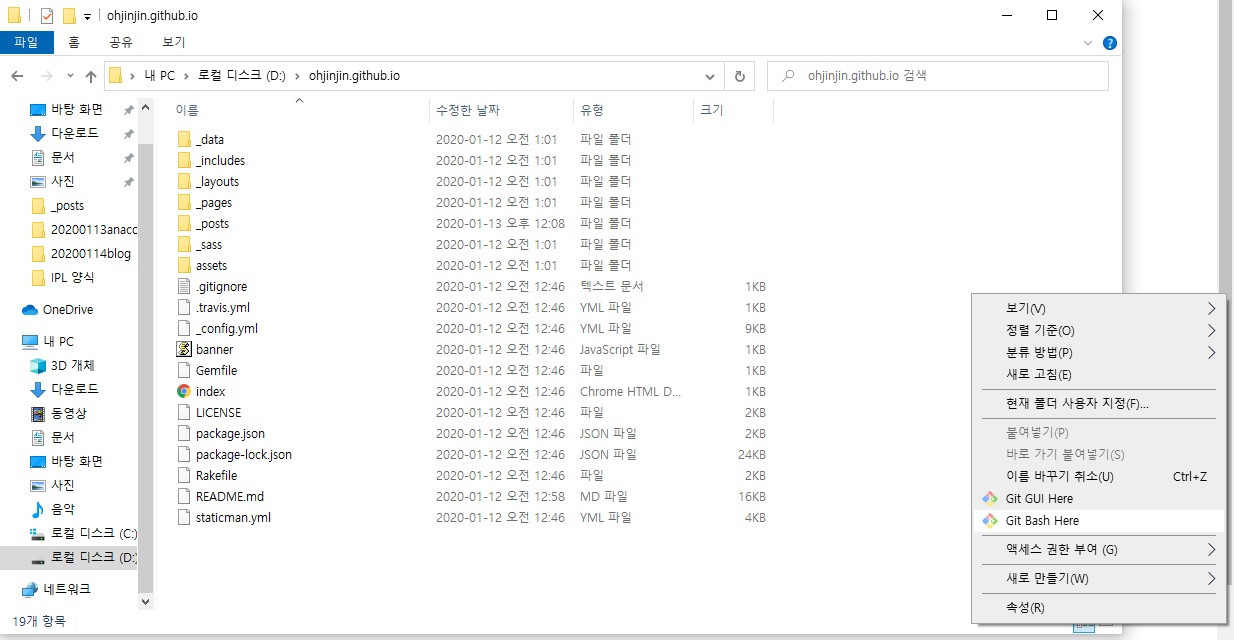 ohjinjin.github.io
파일 홈 공유 보기
내 PC 로컬 디스크 (D:) ohjinjin.github.io
ohjinjin.github.io 검색
바탕 화면
다운로드
문서
사진
_posts
20200113anacc
20200114blog
IPL 양식
OneDrive
내 PC
3D 개체
다운로드
동영상
문서
바탕 화면
사진
음악
로컬 디스크 (C:)
로컬 디스크 (D:)
네트워크
19개 항목
이름 수정한 날짜 유형 크기
_data 2020-01-12 오전 1:01 파일 폴더
_includes 2020-01-12 오전 1:01 파일 폴더
_layouts 2020-01-12 오전 1:01 파일 폴더
_pages 2020-01-12 오전 1:01 파일 폴더
_posts 2020-01-13 오후 12:08 파일 폴더
_sass 2020-01-12 오전 1:01 파일 폴더
assets 2020-01-12 오전 1:01 파일 폴더
.gitignore 2020-01-12 오전 12:46 텍스트 문서 1KB
.travis.yml 2020-01-12 오전 12:46 YML 파일 1KB
_config.yml 2020-01-12 오전 12:46 YML 파일 9KB
banner 2020-01-12 오전 12:46 JavaScript 파일 1KB
Gemfile 2020-01-12 오전 12:46 파일 1KB
index 2020-01-12 오전 12:46 Chrome HTML D... 1KB
LICENSE 2020-01-12 오전 12:46 파일 2KB
package.json 2020-01-12 오전 12:46 JSON 파일 2KB
package-lock.json 2020-01-12 오전 12:46 JSON 파일 24KB
Rakefile 2020-01-12 오전 12:46 파일 2KB
README.md 2020-01-12 오전 12:58 MD 파일 16KB
staticman.yml 2020-01-12 오전 12:46 YML 파일 4KB
보기(V)
정렬 기준(O)
분류 방법(P)
새로 고침(E)
현재 폴더 사용자 지정(F)...
붙여넣기(P)
바로 가기 붙여넣기(S)
이름 바꾸기 취소(U) Ctrl+Z
Git GUI Here
Git Bash Here
액세스 권한 부여 (G)
새로 만들기(W)
속성(R)